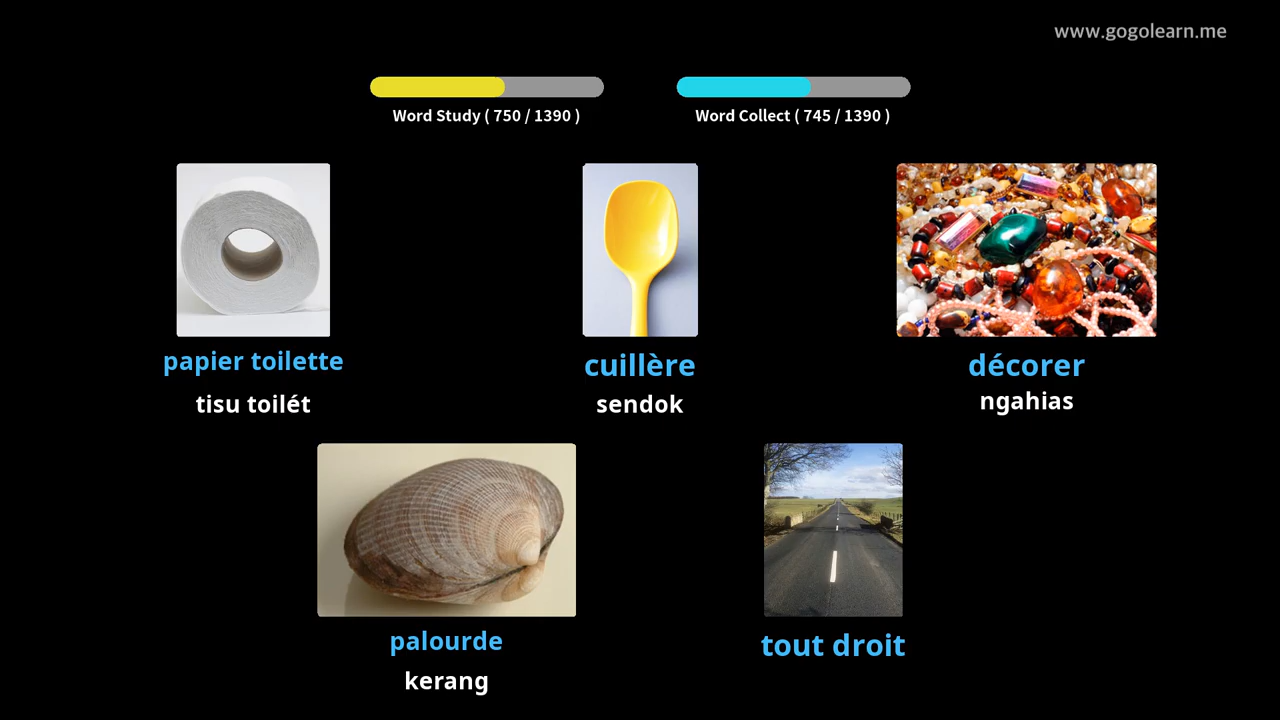 www.gogolearn.me
Word Study ( 750 / 1390 )
Word Collect ( 745 / 1390 )
papier toilette
tisu toilét
cuillère
sendok
décorer
ngahias
palourde
kerang
tout droit